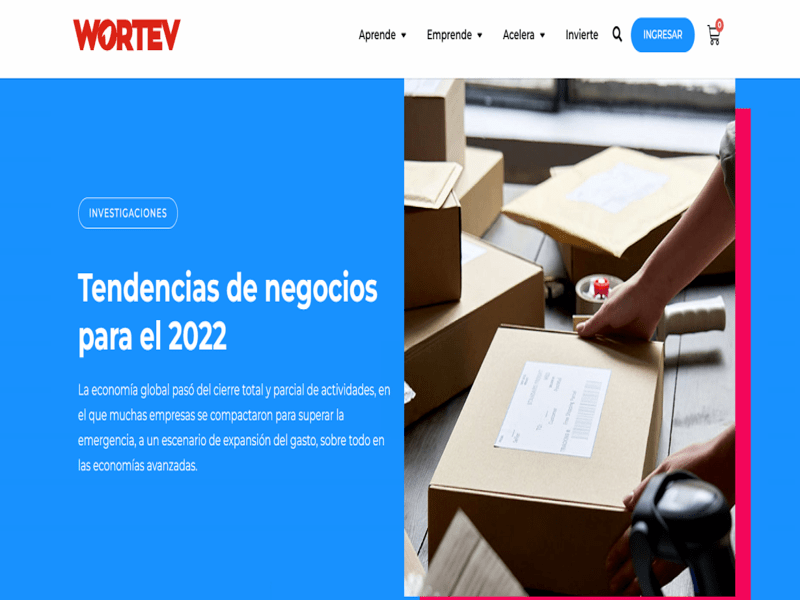 WORTEV
Aprende
Emprende
Acelera
Invierte
INGRESAR
0
INVESTIGACIONES
Tendencias de negocios
para el 2022
La economía global pasó del cierre total y parcial de actividades, en
el que muchas empresas se compactaron para superar la
emergencia, a un escenario de expansión del gasto, sobre todo en
las economías avanzadas.